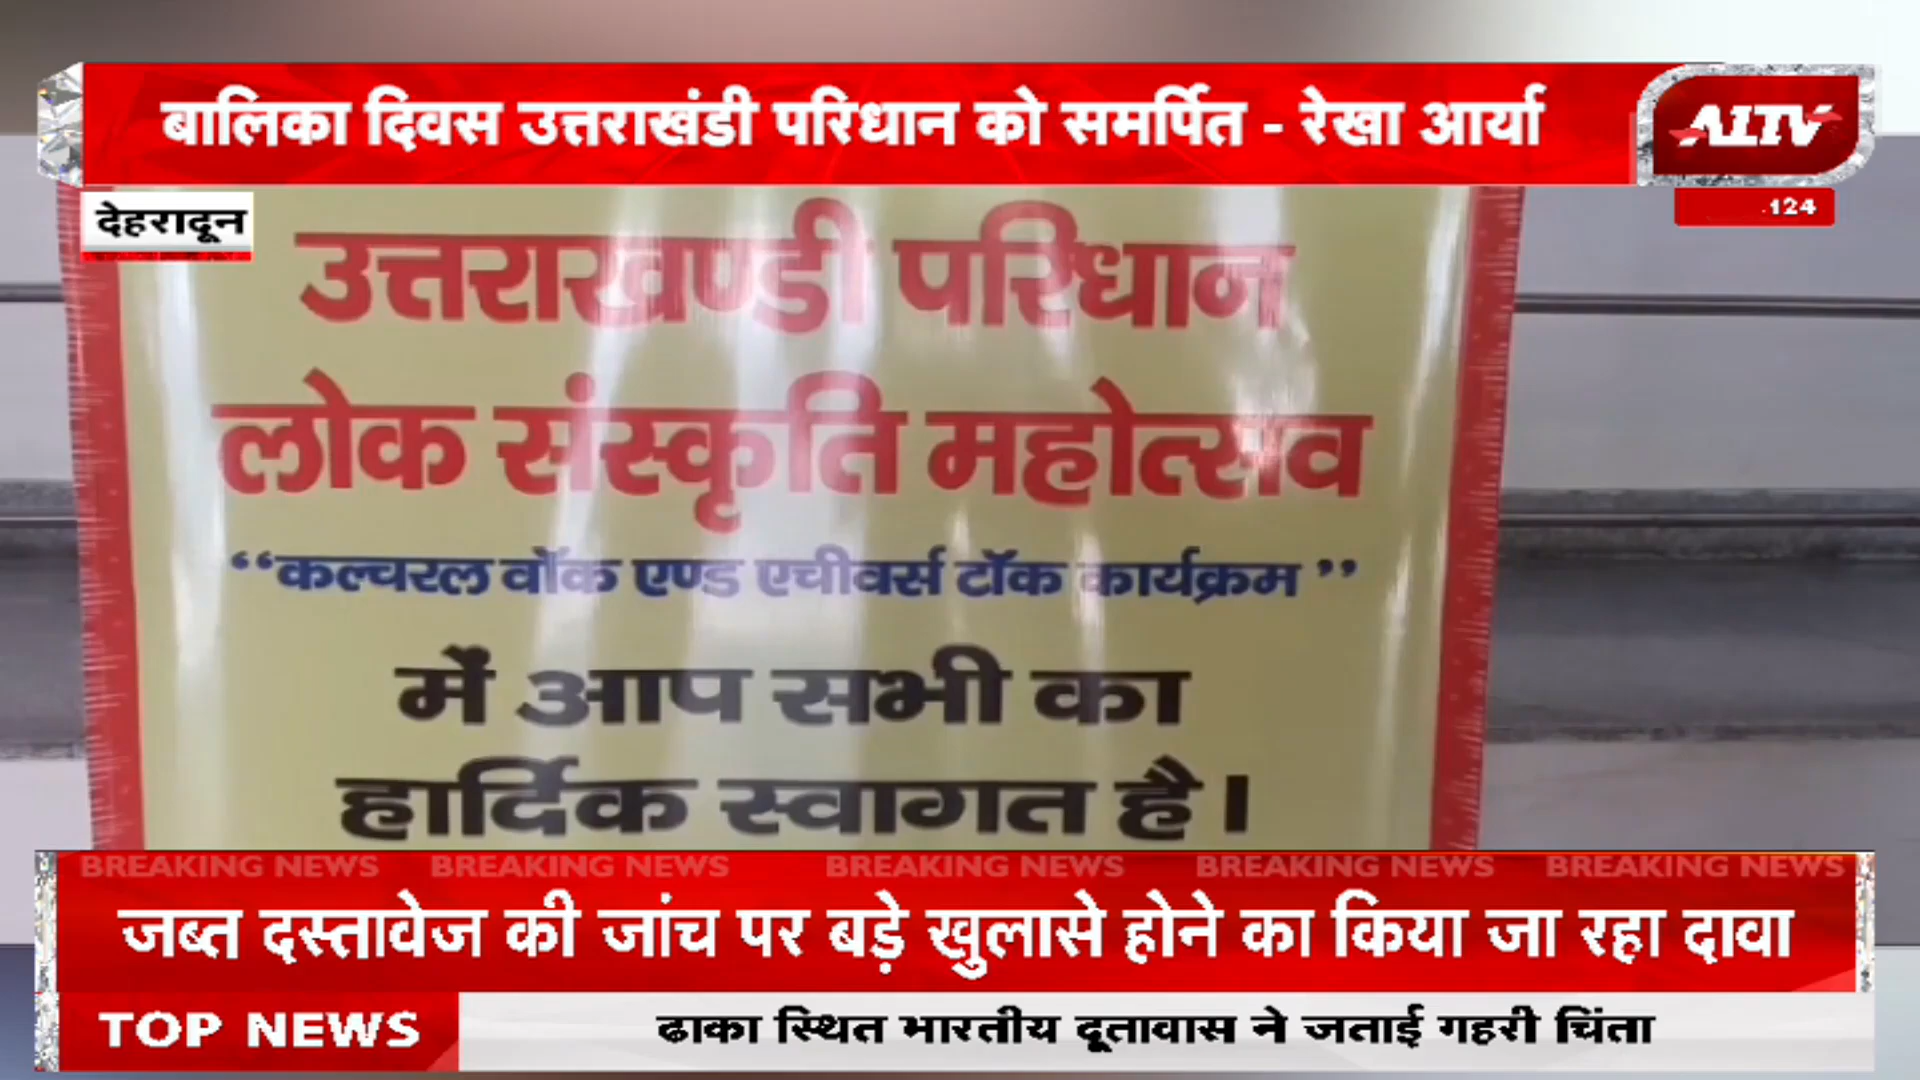 बालिका दिवस उत्तराखंडी परिधान को समर्पित - रेखा आर्या
ALTV
124
देहरादून
उत्तराखण्डी परिधान
लोक संस्कृति महोत्सव
“कल्चरल वॉक एण्ड एचीवर्स टॉक कार्यक्रम”
में आप सभी का
हार्दिक स्वागत है।
BREAKING NEWS BREAKING NEWS BREAKING NEWS BREAKING NEWS BREAKING NEWS
जब्त दस्तावेज की जांच पर बड़े खुलासे होने का किया जा रहा दावा
TOP NEWS
ढाका स्थित भारतीय दूतावास ने जताई गहरी चिंता